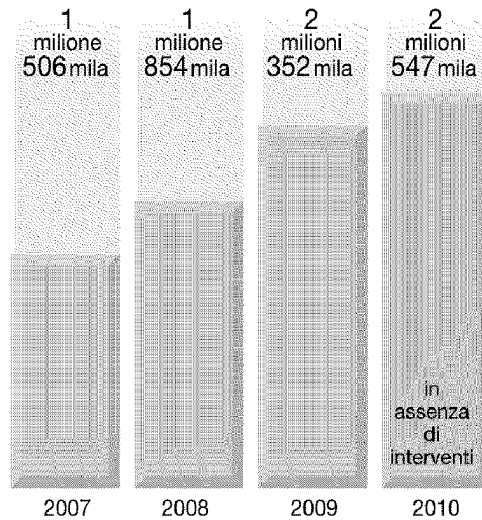 1
milione
506 mila
1
milione
854 mila
2
milioni
352 mila
2
milioni
547 mila
in
assenza
di
interventi
2007
2008
2009
2010